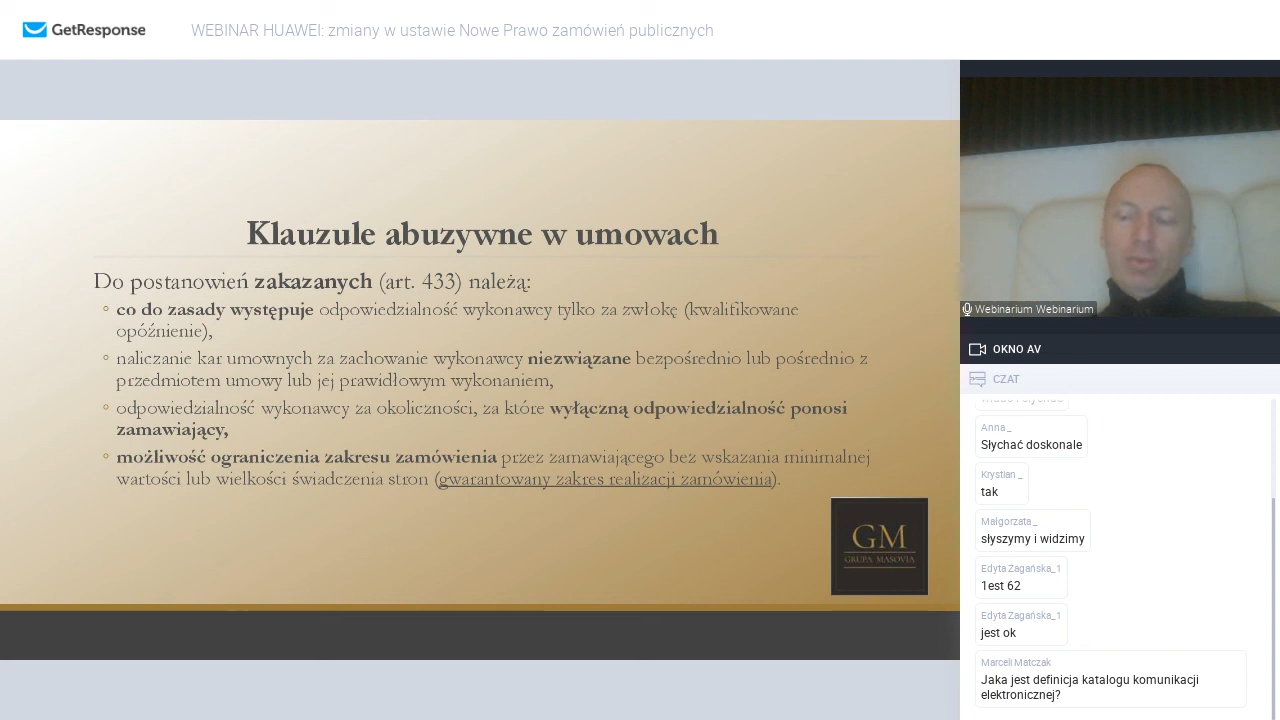 GetResponse
WEBINAR HUAWEI: zmiany w ustawie Nowe Prawo zamówień publicznych
Klauzule abuzywne w umowach
Do postanowień zakazanych (art. 433) należą:
co do zasady występuje odpowiedzialność wykonawcy tylko za zwłokę (kwalifikowane
opóźnienie),
naliczanie kar umownych za zachowanie wykonawcy niezwiązane bezpośrednio lub pośrednio z
przedmiotem umowy lub jej prawidłowym wykonaniem,
odpowiedzialność wykonawcy za okoliczności, za które wyłączną odpowiedzialność ponosi
zamawiający,
możliwość ograniczenia zakresu zamówienia przez zamawiającego bez wskazania minimalnej
wartości lub wielkości świadczenia stron (gwarantowany zakres realizacji zamówienia).
GM
GRUPA MASOVIA
Webinarium Webinarium
OKNO AV
CZAT
Anna _
Słychać doskonale
Krystian _
tak
Małgorzata _
słyszymy i widzimy
Edyta Zagańska_1
1est 62
Edyta Zagańska_1
jest ok
Marceli Matczak
Jaka jest definicja katalogu komunikacji
elektronicznej?